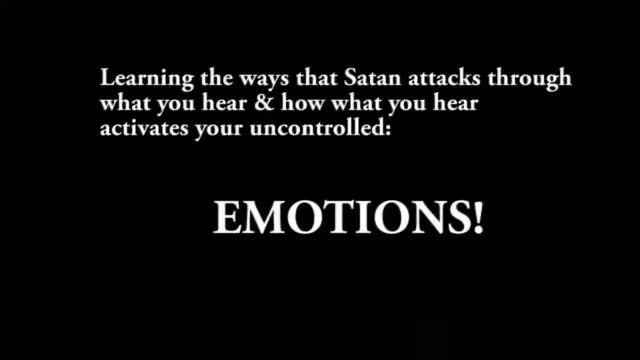 Learning the ways that Satan attacks through
what you hear & how what you hear
activates your uncontrolled:
EMOTIONS!